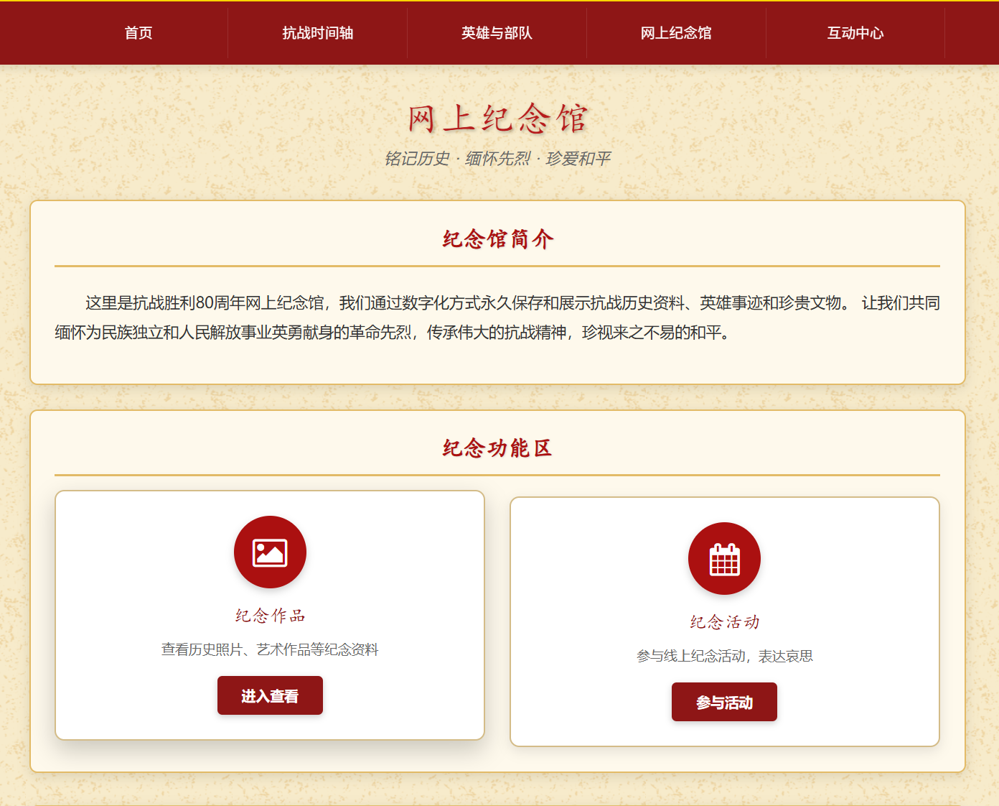 首页 抗战时间轴 英雄与部队 网上纪念馆 互动中心
网上纪念馆
铭记历史 · 缅怀先烈 · 珍爱和平
纪念馆简介
这里是抗战胜利80周年网上纪念馆，我们通过数字化方式永久保存和展示抗战历史资料、英雄事迹和珍贵文物。 让我们共同
缅怀为民族独立和人民解放事业英勇献身的革命先烈，传承伟大的抗战精神，珍视来之不易的和平。
纪念功能区
纪念作品
查看历史照片、艺术作品等纪念资料
进入查看
纪念活动
参与线上纪念活动，表达哀思
参与活动